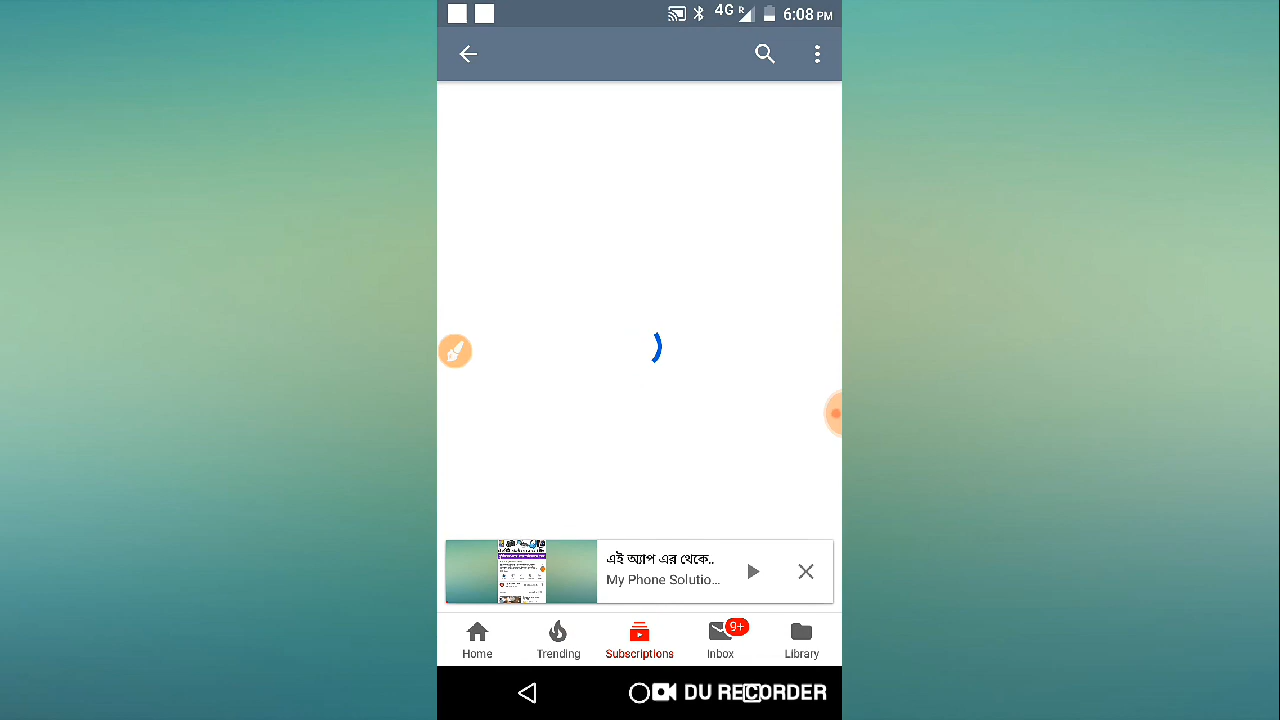 4G R 6:08 PM
এই অ্যাপ এর থেকে..
My Phone Solutio...
9+
Home Trending Subscriptions Inbox Library
DU RECORDER